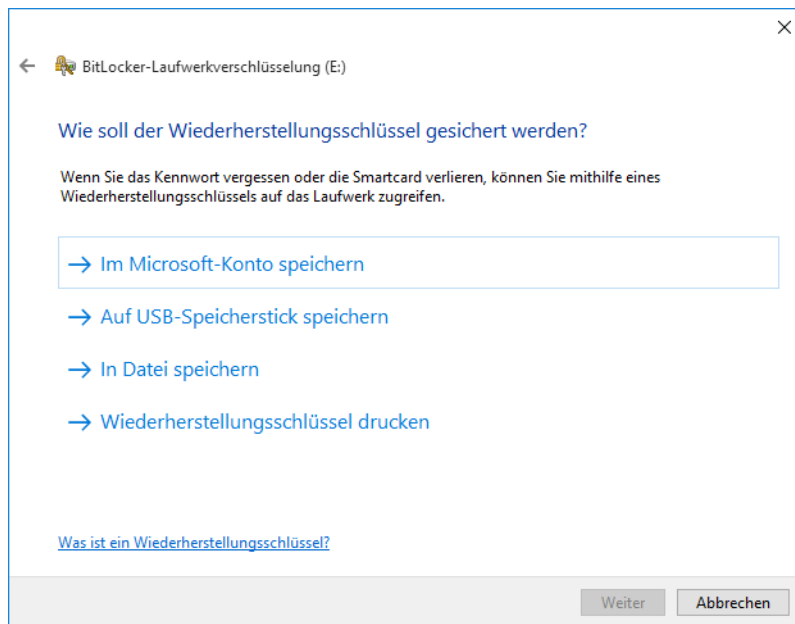 BitLocker-Laufwerkverschlüsselung (E:)
Wie soll der Wiederherstellungsschlüssel gesichert werden?
Wenn Sie das Kennwort vergessen oder die Smartcard verlieren, können Sie mithilfe eines
Wiederherstellungsschlüssels auf das Laufwerk zugreifen.
Im Microsoft-Konto speichern
Auf USB-Speicherstick speichern
In Datei speichern
Wiederherstellungsschlüssel drucken
Was ist ein Wiederherstellungsschlüssel?
Weiter Abbrechen